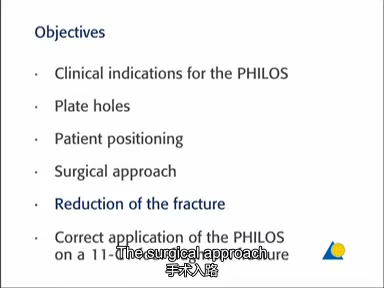 Objectives
· Clinical indications for the PHILOS
· Plate holes
· Patient positioning
· Surgical approach
· Reduction of the fracture
· Correct application of the PHILOS
on a 11-
The surgical approach
手术入路